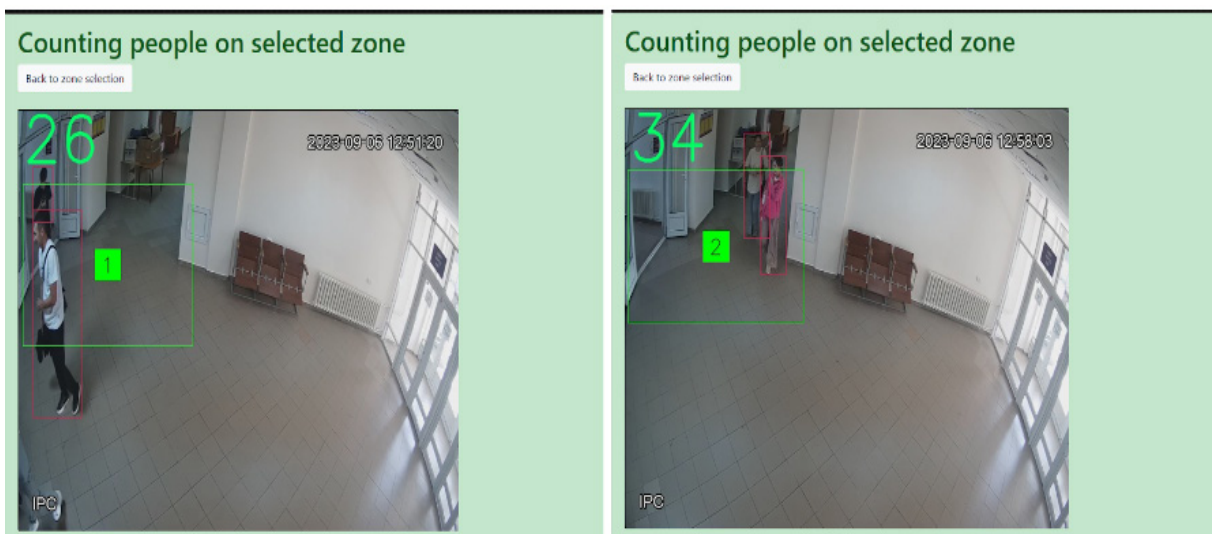 Counting people on selected zone
Back to zone selection
26
2023-09-05 12:51:20
1
IPC
Counting people on selected zone
Back to zone selection
34
2023-09-06 12:58:03
2
IPC